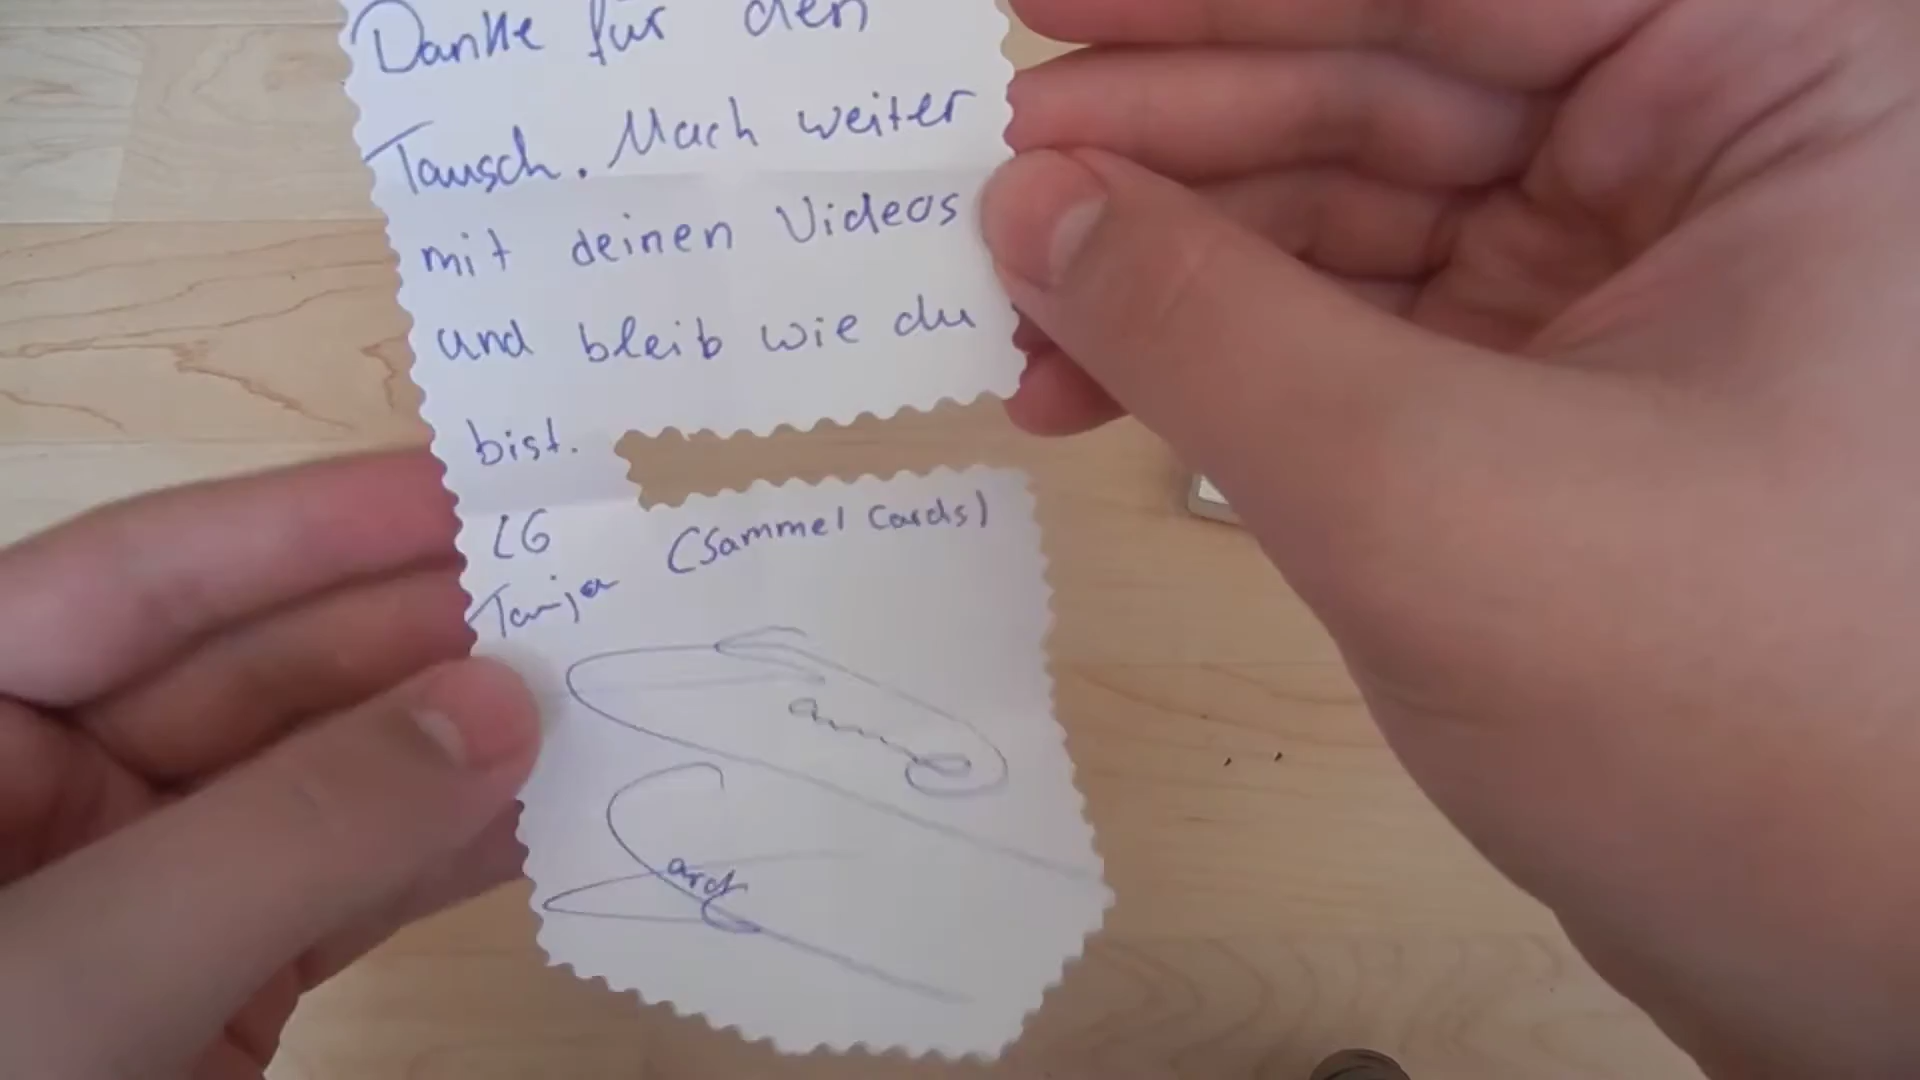 Danke für den
Tausch. Mach weiter
mit deinen Videos
und bleib wie du
bist.
LG
Tanja (Sammel Cards)